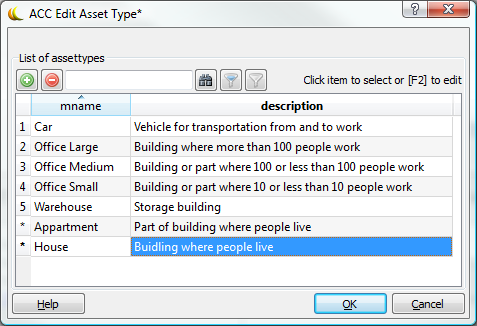 ACC Edit Asset Type*
List of assettypes
Click item to select or [F2] to edit
mname description
1 Car Vehicle for transportation from and to work
2 Office Large Building where more than 100 people work
3 Office Medium Building or part where 100 or less than 100 people work
4 Office Small Building or part where 10 or less than 10 people work
5 Warehouse Storage building
* Appartment Part of building where people live
* House Buidling where people live
Help OK Cancel